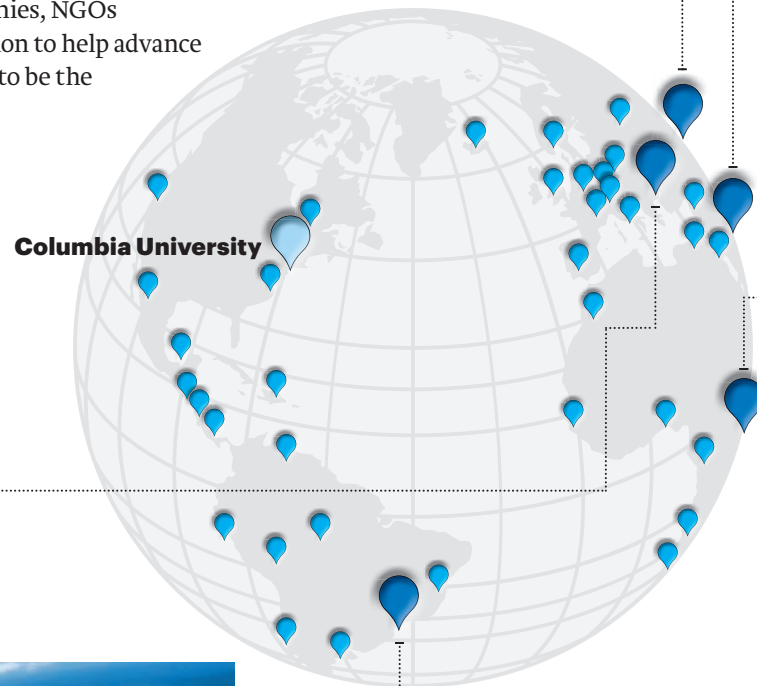 nies, NGOs
on to help advance
to be the
Columbia University